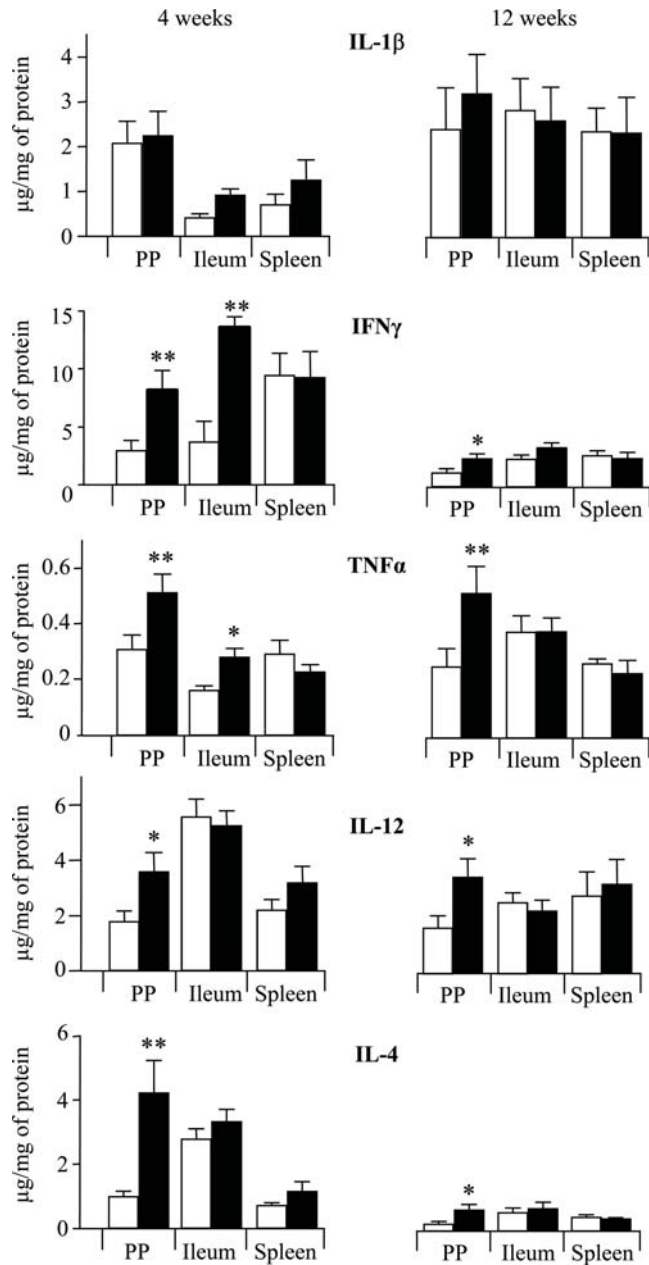 4 weeks
12 weeks
IL-1β
µg/mg of protein
4
3
2
1
0
PP Ileum Spleen
PP Ileum Spleen
IFNγ
µg/mg of protein
15
10
5
0
** **
PP Ileum Spleen
*
PP Ileum Spleen
TNFα
µg/mg of protein
0.6
0.4
0.2
0
** *
PP Ileum Spleen
**
PP Ileum Spleen
IL-12
µg/mg of protein
6
4
2
0
*
PP Ileum Spleen
*
PP Ileum Spleen
IL-4
µg/mg of protein
6
4
2
0
**
PP Ileum Spleen
*
PP Ileum Spleen